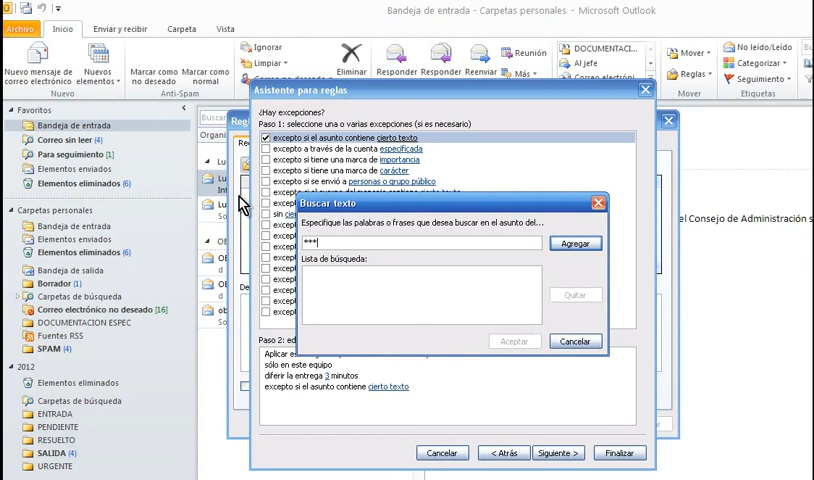 Bandeja de entrada - Carpetas personales - Microsoft Outlook
Archivo Inicio Enviar y recibir Carpeta Vista
Nuevo mensaje de correo electrónico
Nuevos elementos
Nuevo
Ignorar
Limpiar
Correo electrónico no deseado
Marcar como no deseado
Marcar como normal
Anti-Spam
Eliminar
Responder
Responder
Reenviar
Reunión
Más
DOCUMENTACI...
Al jefe
Correo electróni
Mover
Reglas
Mover
No leído/Leído
Categorizar
Seguimiento
Etiquetas
Favoritos
Bandeja de entrada
Correo sin leer (4)
Para seguimiento [1]
Elementos enviados
Elementos eliminados (6)
Carpetas personales
Bandeja de entrada
Elementos enviados
Elementos eliminados (6)
Bandeja de salida
Borrador [1]
Carpetas de búsqueda
Correo electrónico no deseado [16]
DOCUMENTACION ESPEC
Fuentes RSS
SPAM (4)
2012
Elementos eliminados
Carpetas de búsqueda
ENTRADA
PENDIENTE
RESUELTO
SALIDA (4)
URGENTE
el Consejo de Administración s
Asistente para reglas
¿Hay excepciones?
Paso 1: seleccione una o varias excepciones (si es necesario)
excepto si el asunto contiene cierto texto
excepto a través de la cuenta especificada
excepto si tiene una marca de importancia
excepto si tiene una marca de carácter
excepto si se envió a personas o grupo público
Buscar texto
Especifique las palabras o frases que desea buscar en el asunto del...
***
Agregar
Lista de búsqueda:
Quitar
Aceptar
Cancelar
sólo en este equipo
diferir la entrega 3 minutos
excepto si el asunto contiene cierto texto
Cancelar
< Atrás
Siguiente >
Finalizar